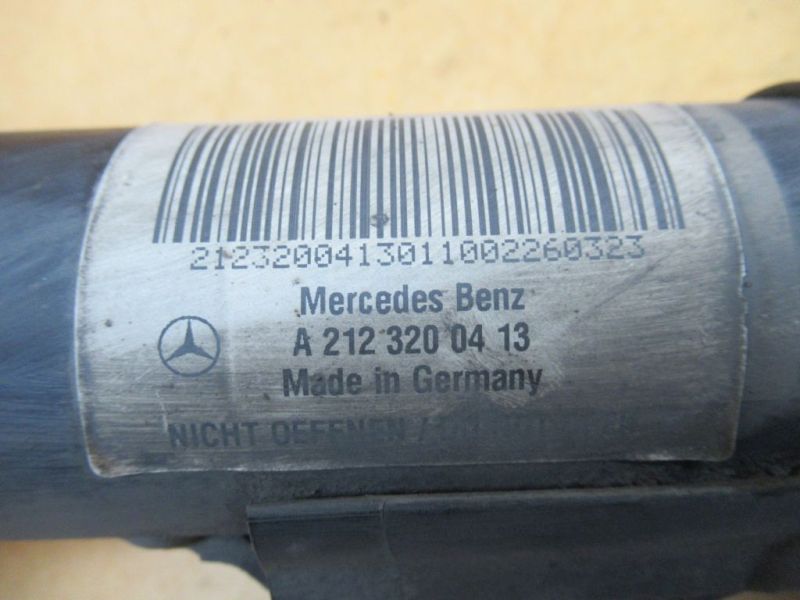 2123200413011002260323
Mercedes Benz
A 212 320 04 13
Made in Germany
NICHT OEFFNEN /